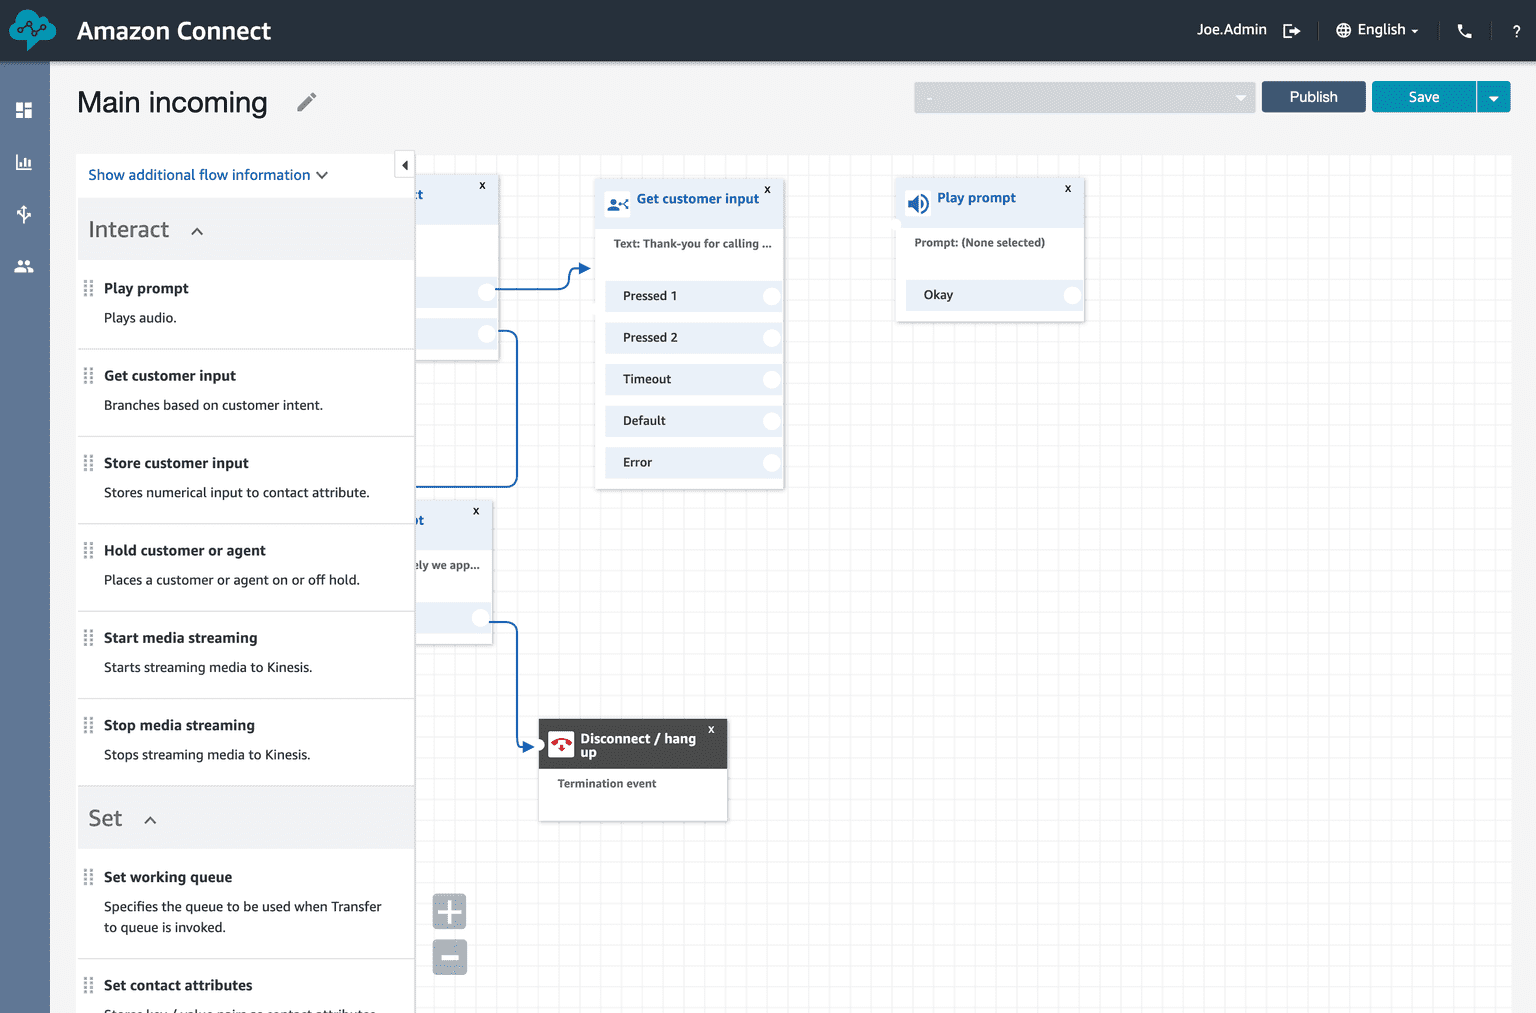 Amazon Connect
Joe.Admin
English
?
Main incoming
-
Publish
Save
Show additional flow information
Interact
Play prompt
Plays audio.
Get customer input
Branches based on customer intent.
Store customer input
Stores numerical input to contact attribute.
Hold customer or agent
Places a customer or agent on or off hold.
Start media streaming
Starts streaming media to Kinesis.
Stop media streaming
Stops streaming media to Kinesis.
Set
Set working queue
Specifies the queue to be used when Transfer
to queue is invoked.
Set contact attributes
x
Get customer input
x
Text: Thank-you for calling ...
Pressed 1
Pressed 2
Timeout
Default
Error
Play prompt
x
Prompt: (None selected)
Okay
x
ely we app...
Disconnect / hang
up
x
Termination event